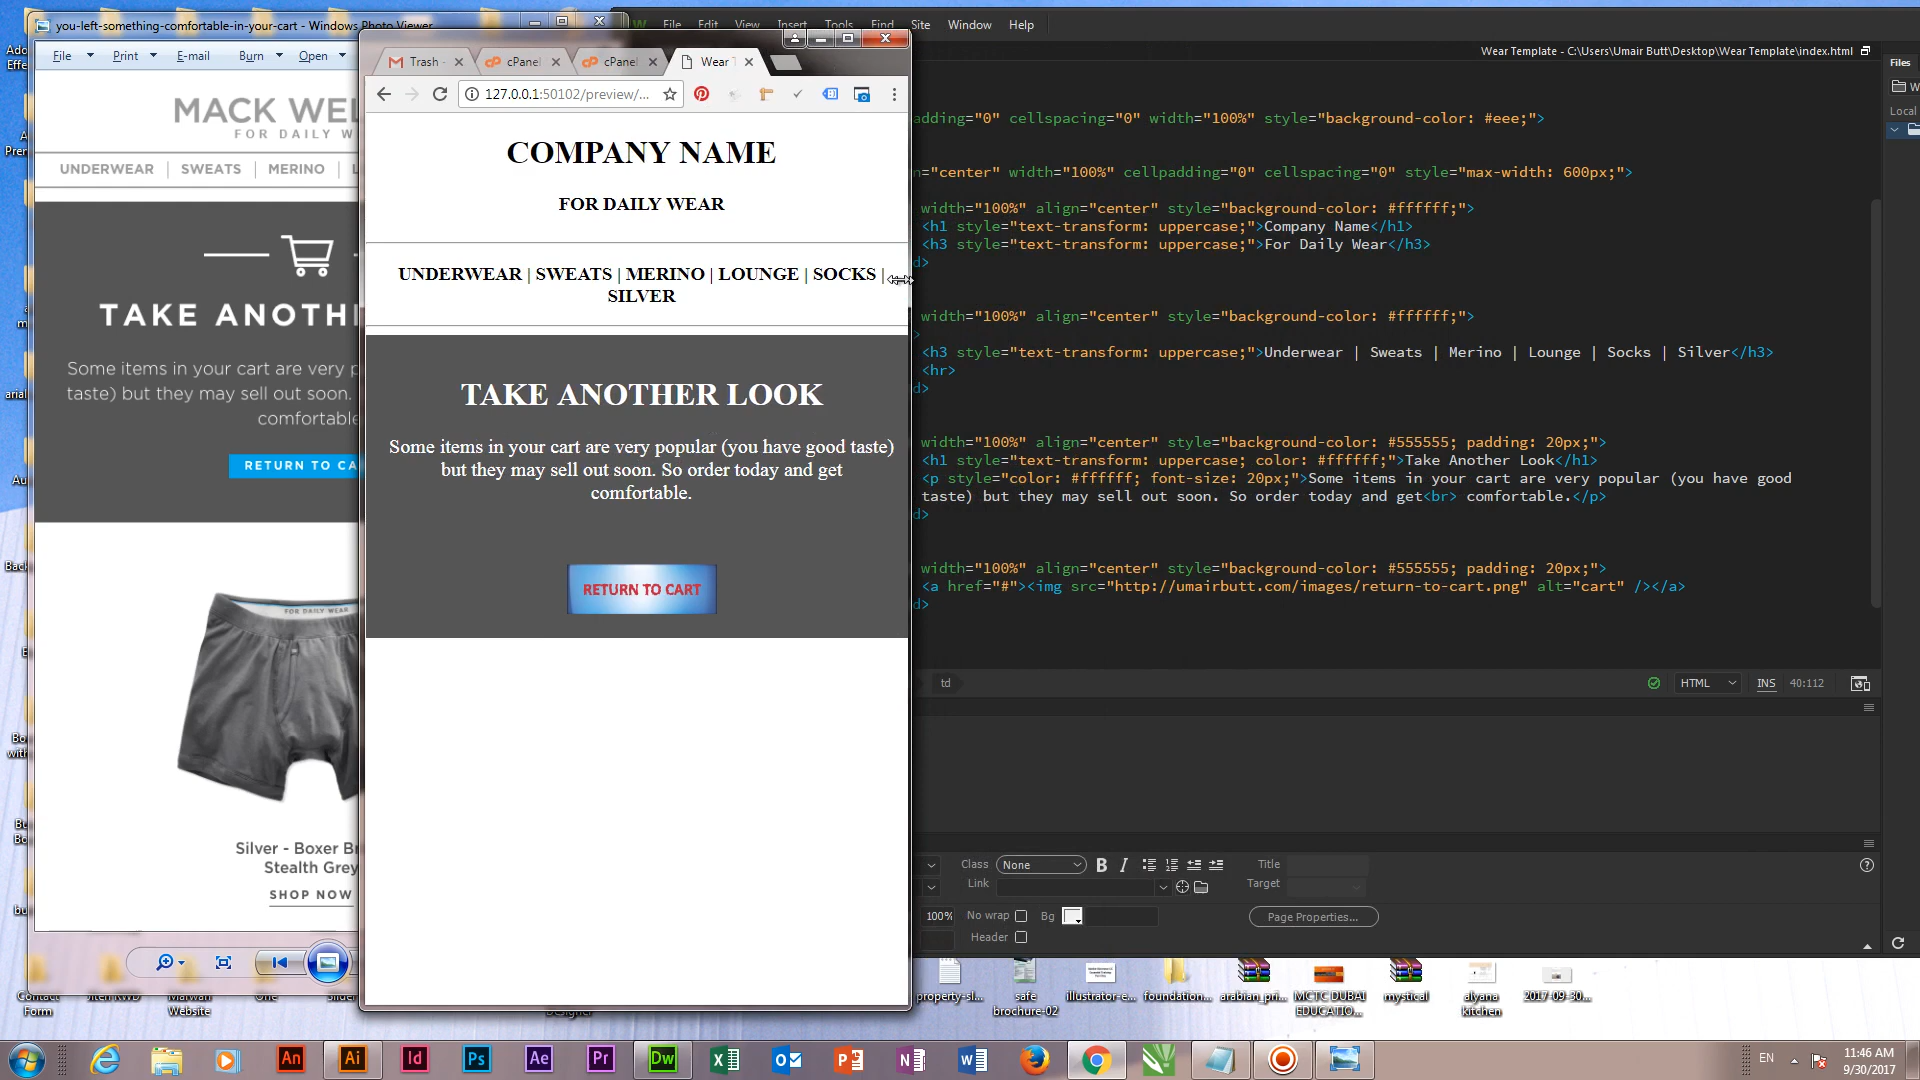 you-left-something-comfortable-in-your-cart - Windows Photo Viewer
File Print E-mail Burn Open
MACK WEL
FOR DAILY W
UNDERWEAR | SWEATS | MERINO | L
TAKE ANOTH
Some items in your cart are very p
taste) but they may sell out soon.
comfortable
RETURN TO CA
FOR DAILY WEAR
Silver - Boxer Br
Stealth Grey
SHOP NOW
Trash - cPanel cPanel Wear T
127.0.0.1:50102/preview/...
COMPANY NAME
FOR DAILY WEAR
UNDERWEAR | SWEATS | MERINO | LOUNGE | SOCKS |
SILVER
TAKE ANOTHER LOOK
Some items in your cart are very popular (you have good taste)
but they may sell out soon. So order today and get
comfortable.
RETURN TO CART
File Edit View Insert Tools Find Site Window Help
Wear Template - C:\Users\Umair Butt\Desktop\Wear Template\index.html
Files
W
Local
adding="0" cellspacing="0" width="100%" style="background-color: #eee;">
n="center" width="100%" cellpadding="0" cellspacing="0" style="max-width: 600px;">
width="100%" align="center" style="background-color: #ffffff;">
<h1 style="text-transform: uppercase;">Company Name</h1>
<h3 style="text-transform: uppercase;">For Daily Wear</h3>
d>
width="100%" align="center" style="background-color: #ffffff;">
>
<h3 style="text-transform: uppercase;">Underwear | Sweats | Merino | Lounge | Socks | Silver</h3>
<hr>
d>
width="100%" align="center" style="background-color: #555555; padding: 20px;">
<h1 style="text-transform: uppercase; color: #ffffff;">Take Another Look</h1>
<p style="color: #ffffff; font-size: 20px;">Some items in your cart are very popular (you have good
taste) but they may sell out soon. So order today and get<br> comfortable.</p>
d>
width="100%" align="center" style="background-color: #555555; padding: 20px;">
<a href="#"><img src="http://umairbutt.com/images/return-to-cart.png" alt="cart" /></a>
d>
td
HTML INS 40:112
Class None B I Title
Link Target
100% No wrap Bg Page Properties...
Header
Contact
Form
Marwan
Website
One
Designer
property-sl...
safe
brochure-02
illustrator-e...
foundation...
arabian_pri...
MCTC DUBAI
EDUCATIO...
mystical
alyana
kitchen
2017-09-30...
An Ai Id Ps Ae Pr Dw
EN
11:46 AM
9/30/2017